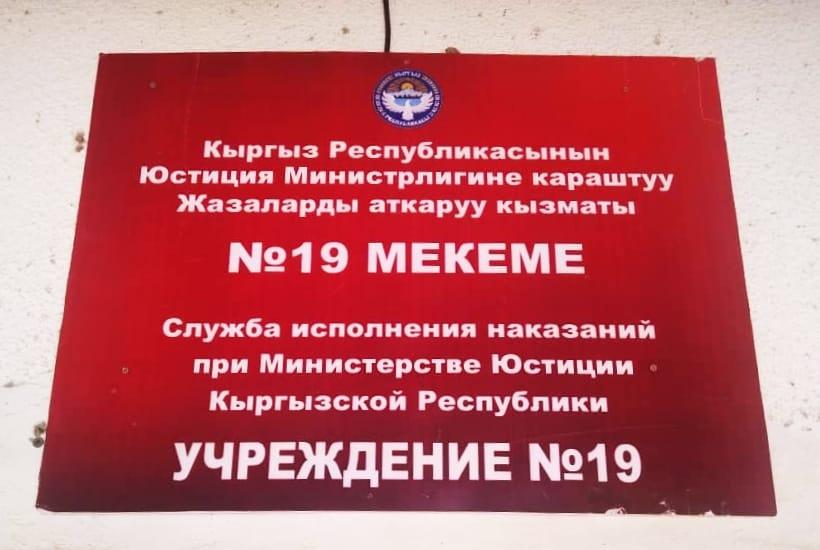 Кыргыз Республикасынын
Юстиция Министрлигине караштуу
Жазаларды аткаруу кызматы
№19 МЕКЕМЕ
Служба исполнения наказаний
при Министерстве Юстиции
Кыргызской Республики
УЧРЕЖДЕНИЕ №19